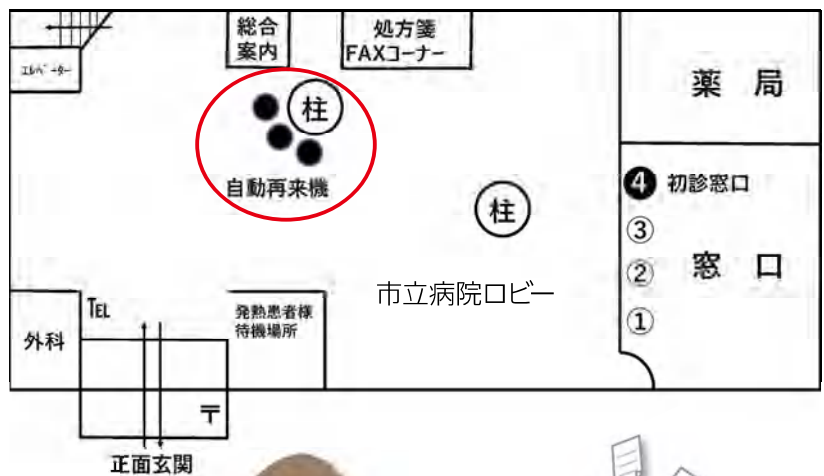 総合
案内
処方箋
FAXコーナー
エレベーター
薬 局
柱
自動再来機
柱
❹ 初診窓口
③
②
①
窓 口
市立病院ロビー
TEL
発熱患者様
待機場所
外科
〒
正面玄関